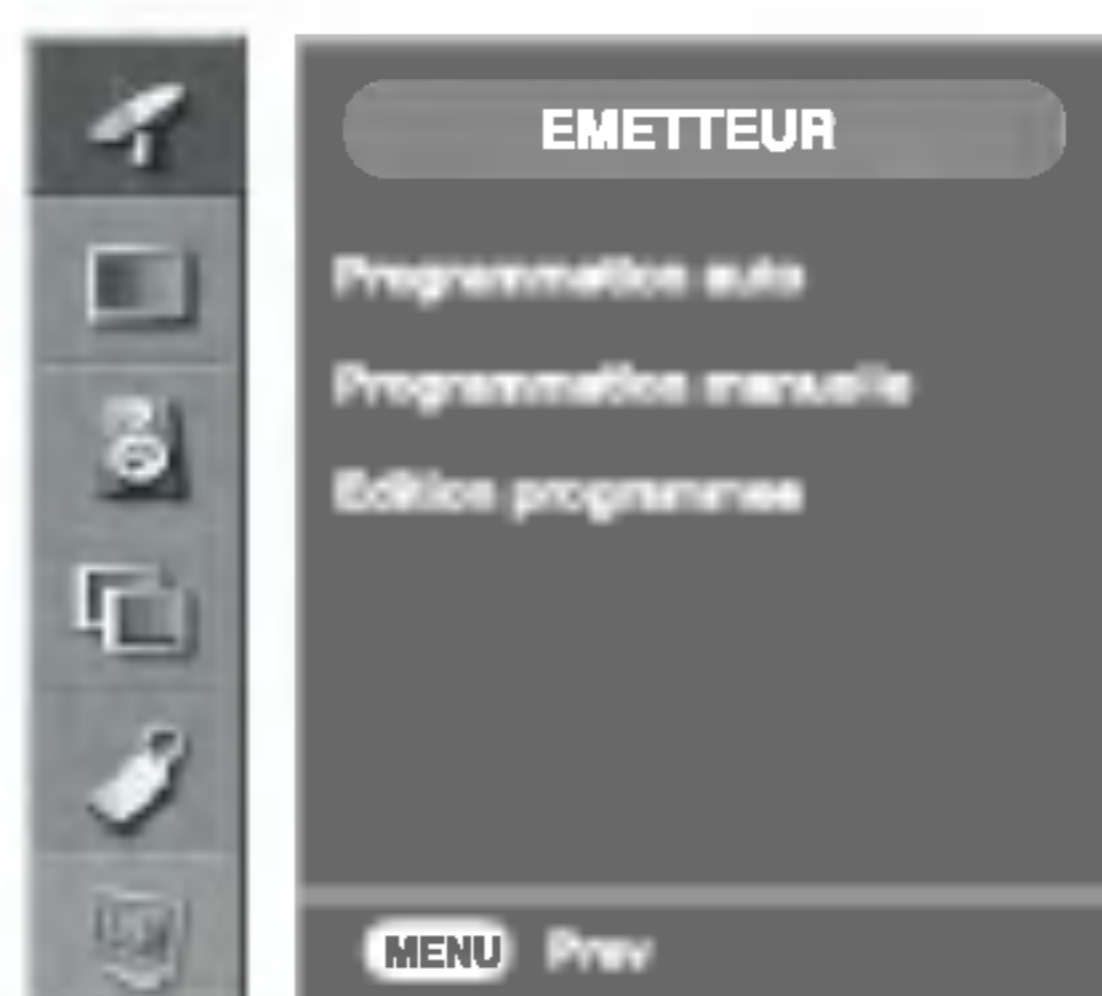 EMETTEUR
Programmation auto
Programmation manuelle
Edition programmes
MENU Prev